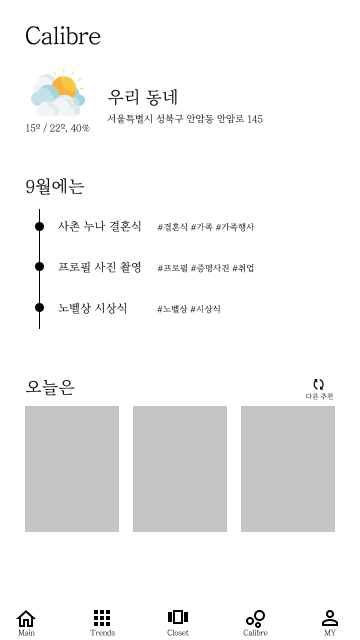 Calibre
우리 동네
서울특별시 성북구 안암동 안암로 145
15º / 22º, 40%
9월에는
사촌 누나 결혼식 #결혼식 #가족 #가족행사
프로필 사진 촬영 #프로필 #증명사진 #취업
노벨상 시상식 #노벨상 #시상식
오늘은
다른 추천
Main Trends Closet Calibre MY